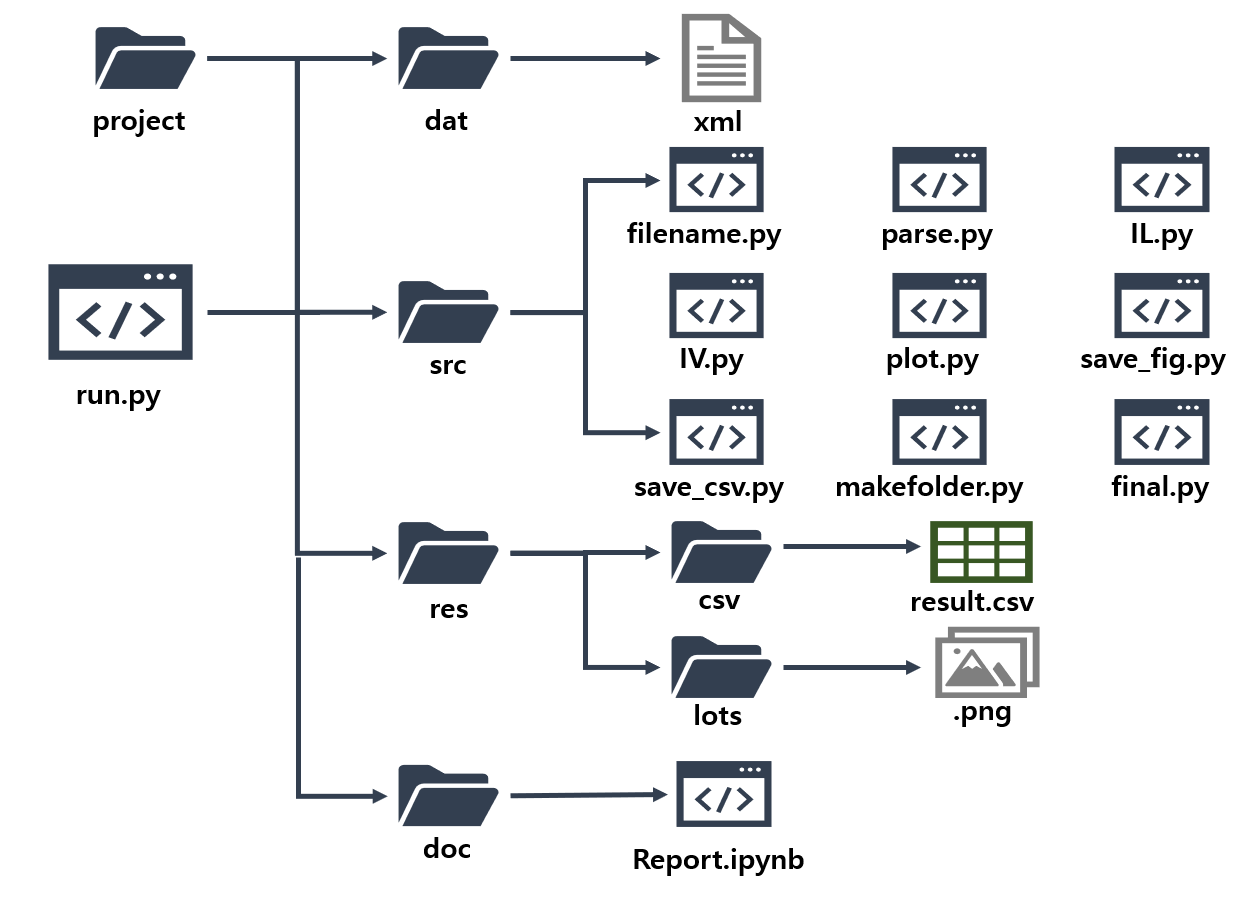 project
dat
xml
filename.py
parse.py
IL.py
run.py
src
IV.py
plot.py
save_fig.py
save_csv.py
makefolder.py
final.py
res
csv
result.csv
lots
.png
doc
Report.ipynb